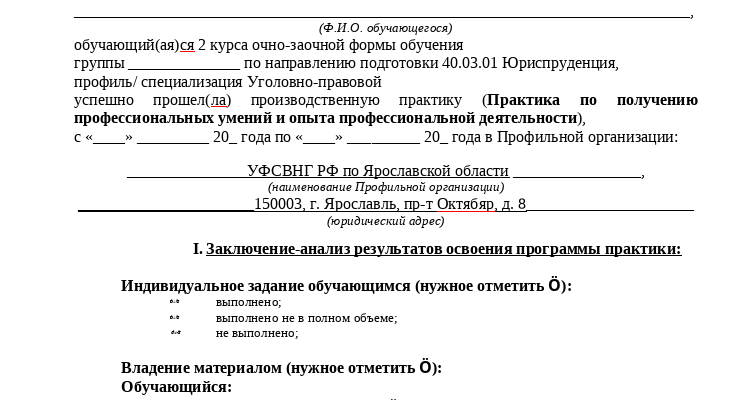 ________________________________________________,
(Ф.И.О. обучающегося)
обучающий(ая)ся 2 курса очно-заочной формы обучения
группы ______________ по направлению подготовки 40.03.01 Юриспруденция,
профиль/ специализация Уголовно-правовой
успешно прошел(ла) производственную практику (Практика по получению
профессиональных умений и опыта профессиональной деятельности),
с «____» _________ 20_ года по «____» _________ 20_ года в Профильной организации:
_______________УФСВНГ РФ по Ярославской области ________________,
(наименование Профильной организации)
______________________150003, г. Ярославль, пр-т Октябяр, д. 8_____________________
(юридический адрес)
I. Заключение-анализ результатов освоения программы практики:
Индивидуальное задание обучающимся (нужное отметить Ö):
выполнено;
выполнено не в полном объеме;
не выполнено;
Владение материалом (нужное отметить Ö):
Обучающийся: